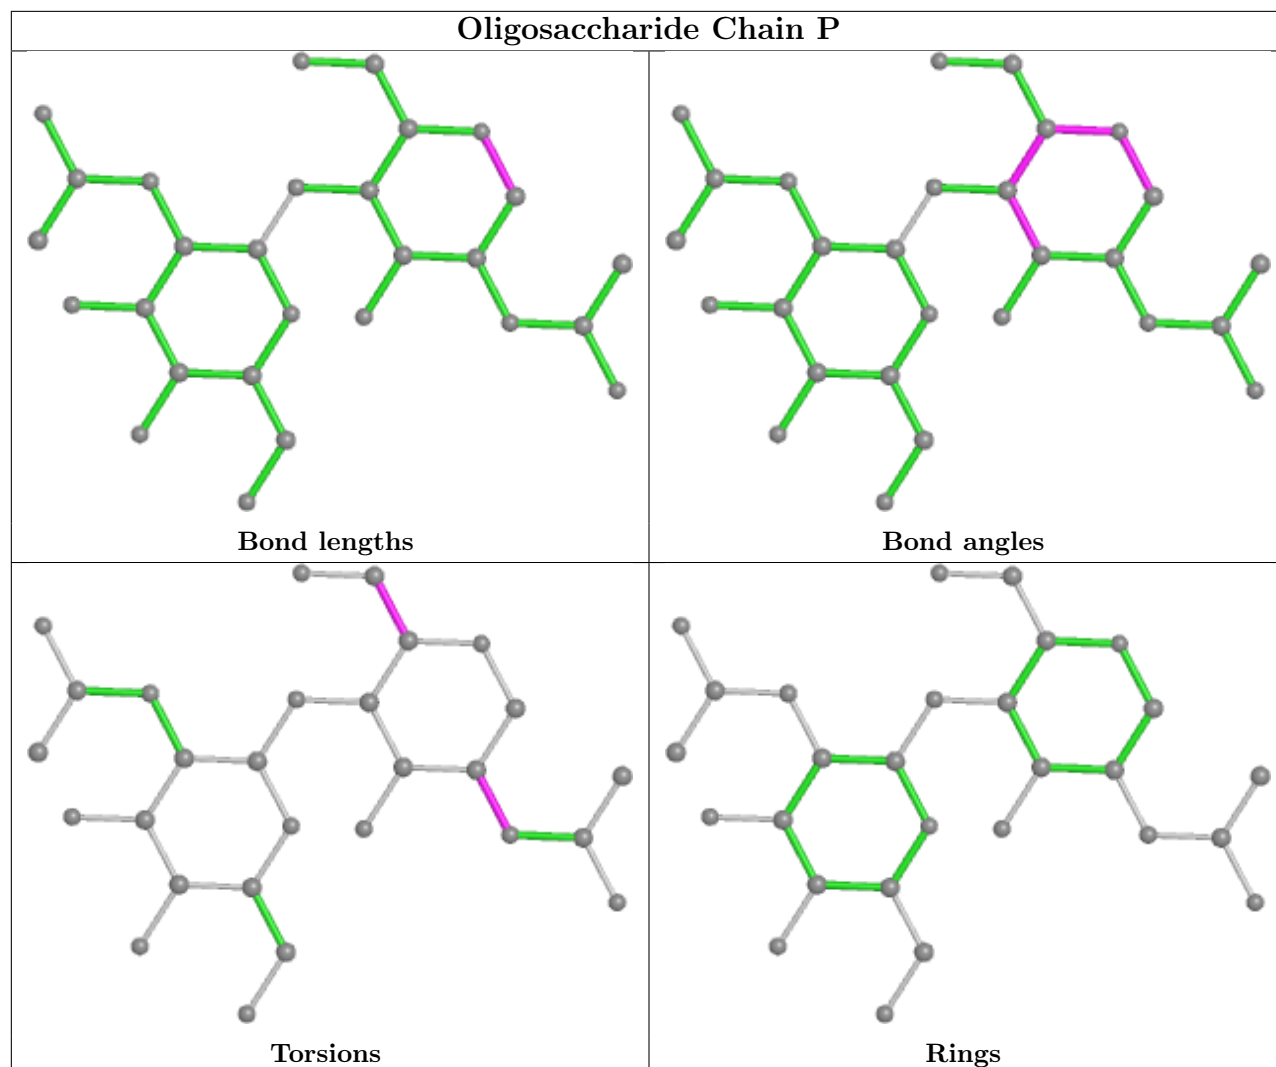 Oligosaccharide Chain P
Bond lengths
Bond angles
Torsions
Rings